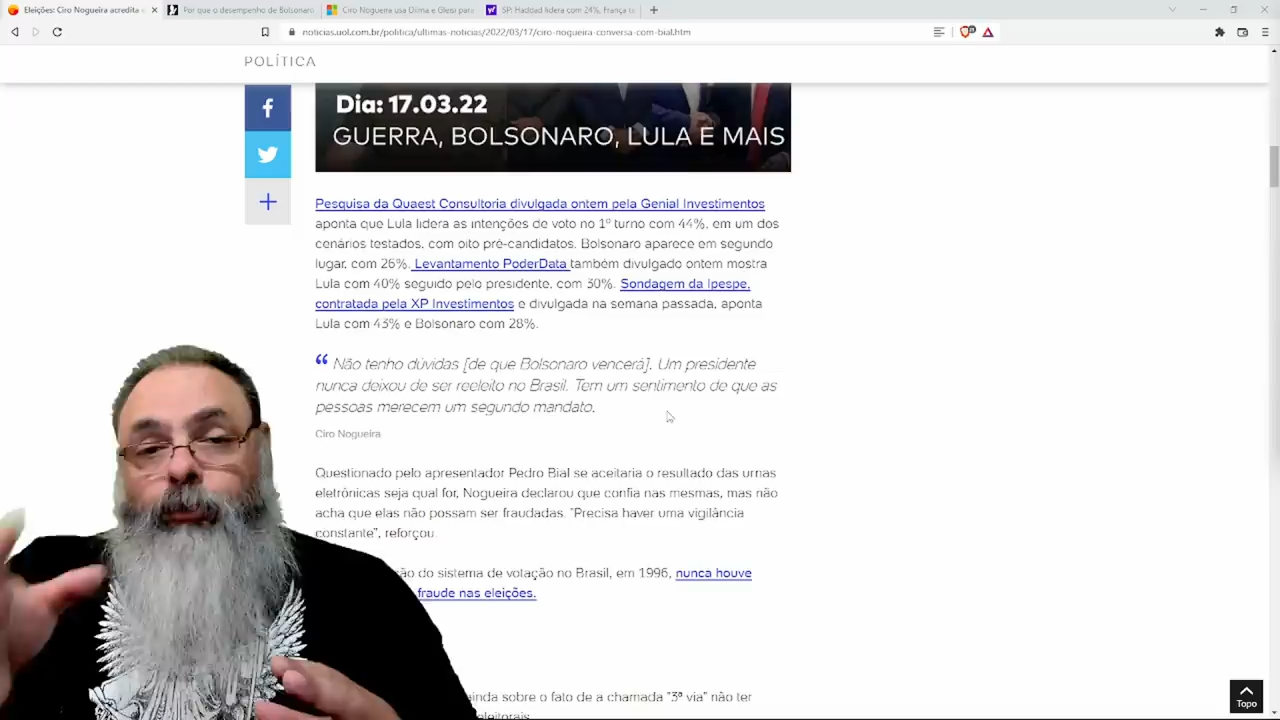 Eleições: Ciro Nogueira acredita
Por que o desempenho de Bolsonaro
Ciro Nogueira usa Dilma e Gleisi para
SP: Haddad lidera com 24%, França t
noticias.uol.com.br/politica/ultimas-noticias/2022/03/17/ciro-nogueira-conversa-com-bial.htm
POLÍTICA
Dia: 17.03.22
GUERRA, BOLSONARO, LULA E MAIS
Pesquisa da Quaest Consultoria divulgada ontem pela Genial Investimentos
aponta que Lula lidera as intenções de voto no 1º turno com 44%, em um dos
cenários testados, com oito pré-candidatos. Bolsonaro aparece em segundo
lugar, com 26%. Levantamento PoderData também divulgado ontem mostra
Lula com 40% seguido pelo presidente, com 30%. Sondagem da Ipespe,
contratada pela XP Investimentos e divulgada na semana passada, aponta
Lula com 43% e Bolsonaro com 28%.
“ Não tenho dúvidas [de que Bolsonaro vencerá]. Um presidente
nunca deixou de ser reeleito no Brasil. Tem um sentimento de que as
pessoas merecem um segundo mandato.
Ciro Nogueira
Questionado pelo apresentador Pedro Bial se aceitaria o resultado das urnas
eletrônicas seja qual for, Nogueira declarou que confia nas mesmas, mas não
acha que elas não possam ser fraudadas. "Precisa haver uma vigilância
constante", reforçou.
ão do sistema de votação no Brasil, em 1996, nunca houve
fraude nas eleições.
ainda sobre o fato de a chamada "3ª via" não ter
eleitorais
Topo